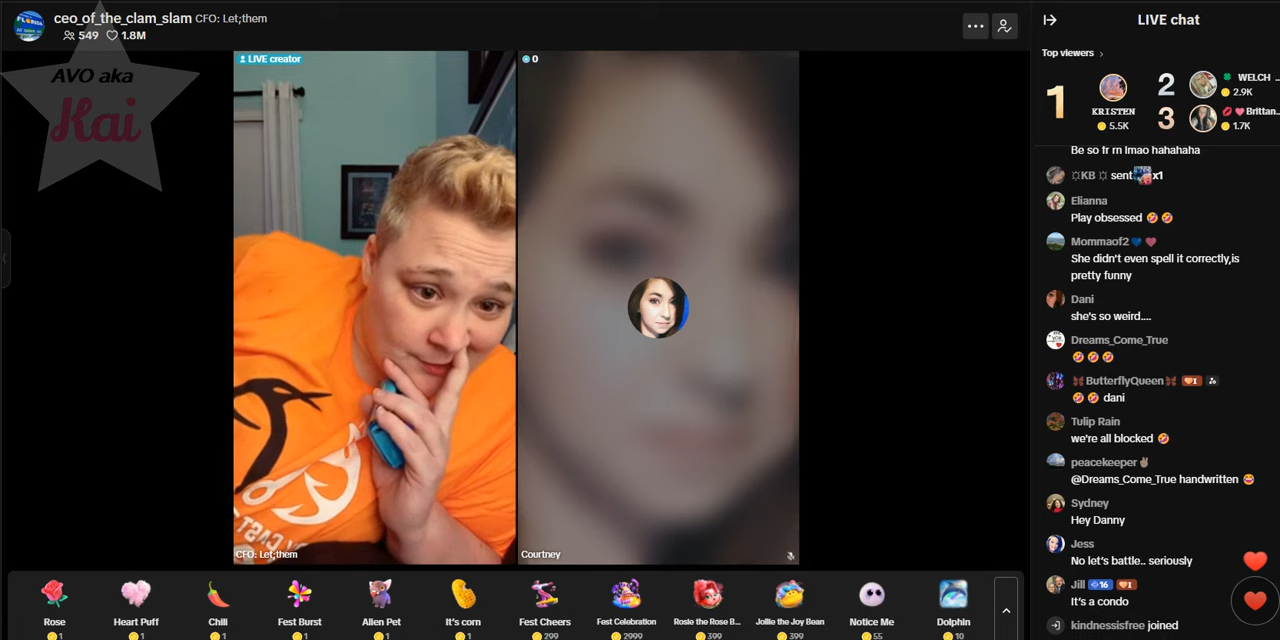 ceo_of_the_clam_slam CFO: Let;them
549 1.8M
AVO aka
Kai
LIVE creator
0
CFO: Let;them
Courtney
LIVE chat
Top viewers
1
KRISTEN
5.5K
2
WELCH ...
2.9K
3
Brittan...
1.7K
Be so fr rn lmao hahahaha
KB sent x1
Elianna
Play obsessed
Mommaof2
She didn't even spell it correctly,is
pretty funny
Dani
she's so weird....
Dreams_Come_True
ButterflyQueen
dani
Tulip Rain
we're all blocked
peacekeeper
@Dreams_Come_True handwritten
Sydney
Hey Danny
Jess
No let's battle.. seriously
Jill 16 I
It's a condo
kindnessisfree joined
Rose
1
Heart Puff
1
Chili
1
Fest Burst
1
Alien Pet
1
It's corn
1
Fest Cheers
299
Fest Celebration
2999
Rosie the Rose B...
399
Jollie the Joy Bean
399
Notice Me
55
Dolphin
10